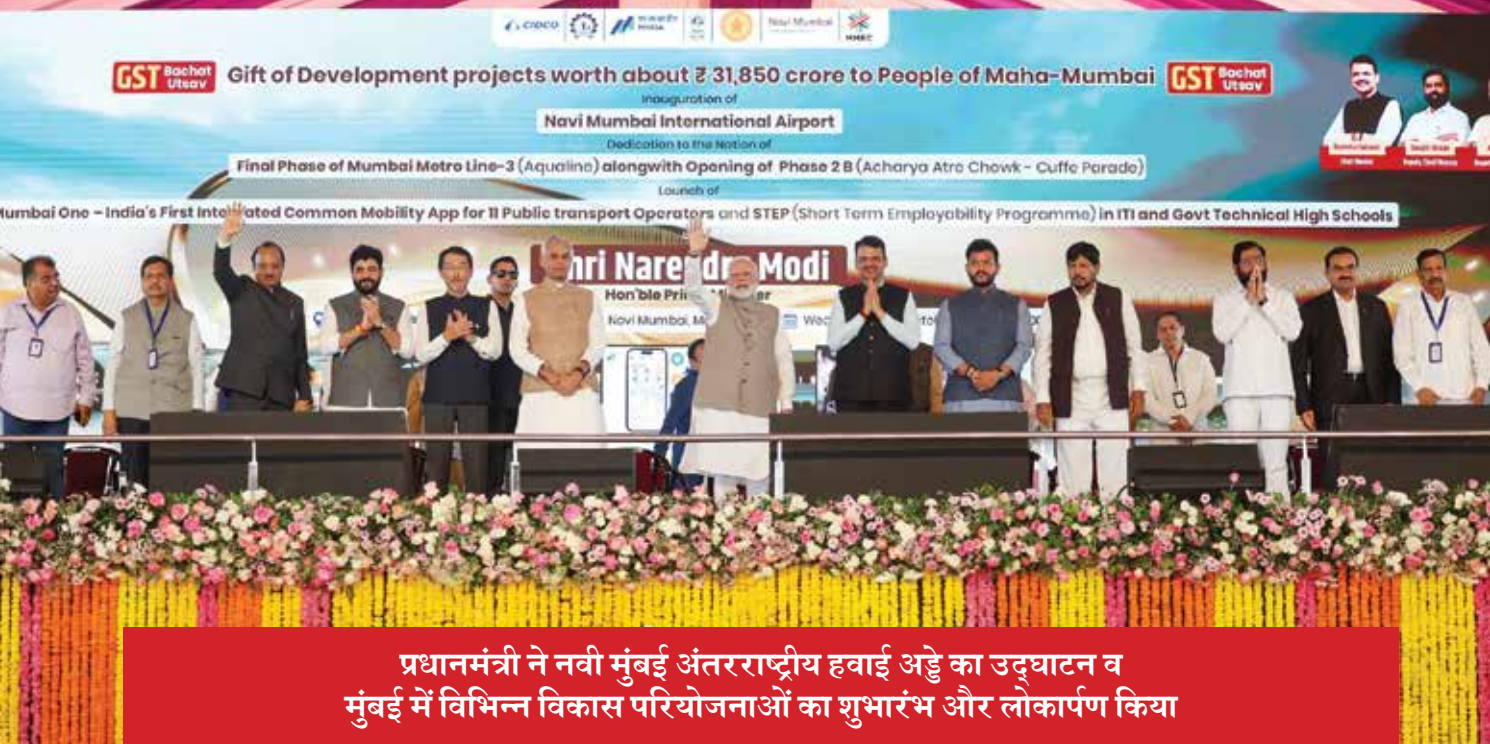 CIDCO
Navi Mumbai
MMRC
GST Bachat Utsav
Gift of Development projects worth about ₹ 31,850 crore to People of Maha-Mumbai
GST Bachat Utsav
Inauguration of
Navi Mumbai International Airport
Dedication to the Nation of
Final Phase of Mumbai Metro Line-3 (Aqualine) alongwith Opening of Phase 2 B (Acharya Atre Chowk - Cuffe Parade)
Launch of
Mumbai One – India's First Integrated Common Mobility App for 11 Public transport Operators and STEP (Short Term Employability Programme) in ITI and Govt Technical High Schools
Shri Narendra Modi
Hon'ble Prime Minister
Navi Mumbai,
प्रधानमंत्री ने नवी मुंबई अंतरराष्ट्रीय हवाई अड्डे का उद्घाटन व
मुंबई में विभिन्न विकास परियोजनाओं का शुभारंभ और लोकार्पण किया